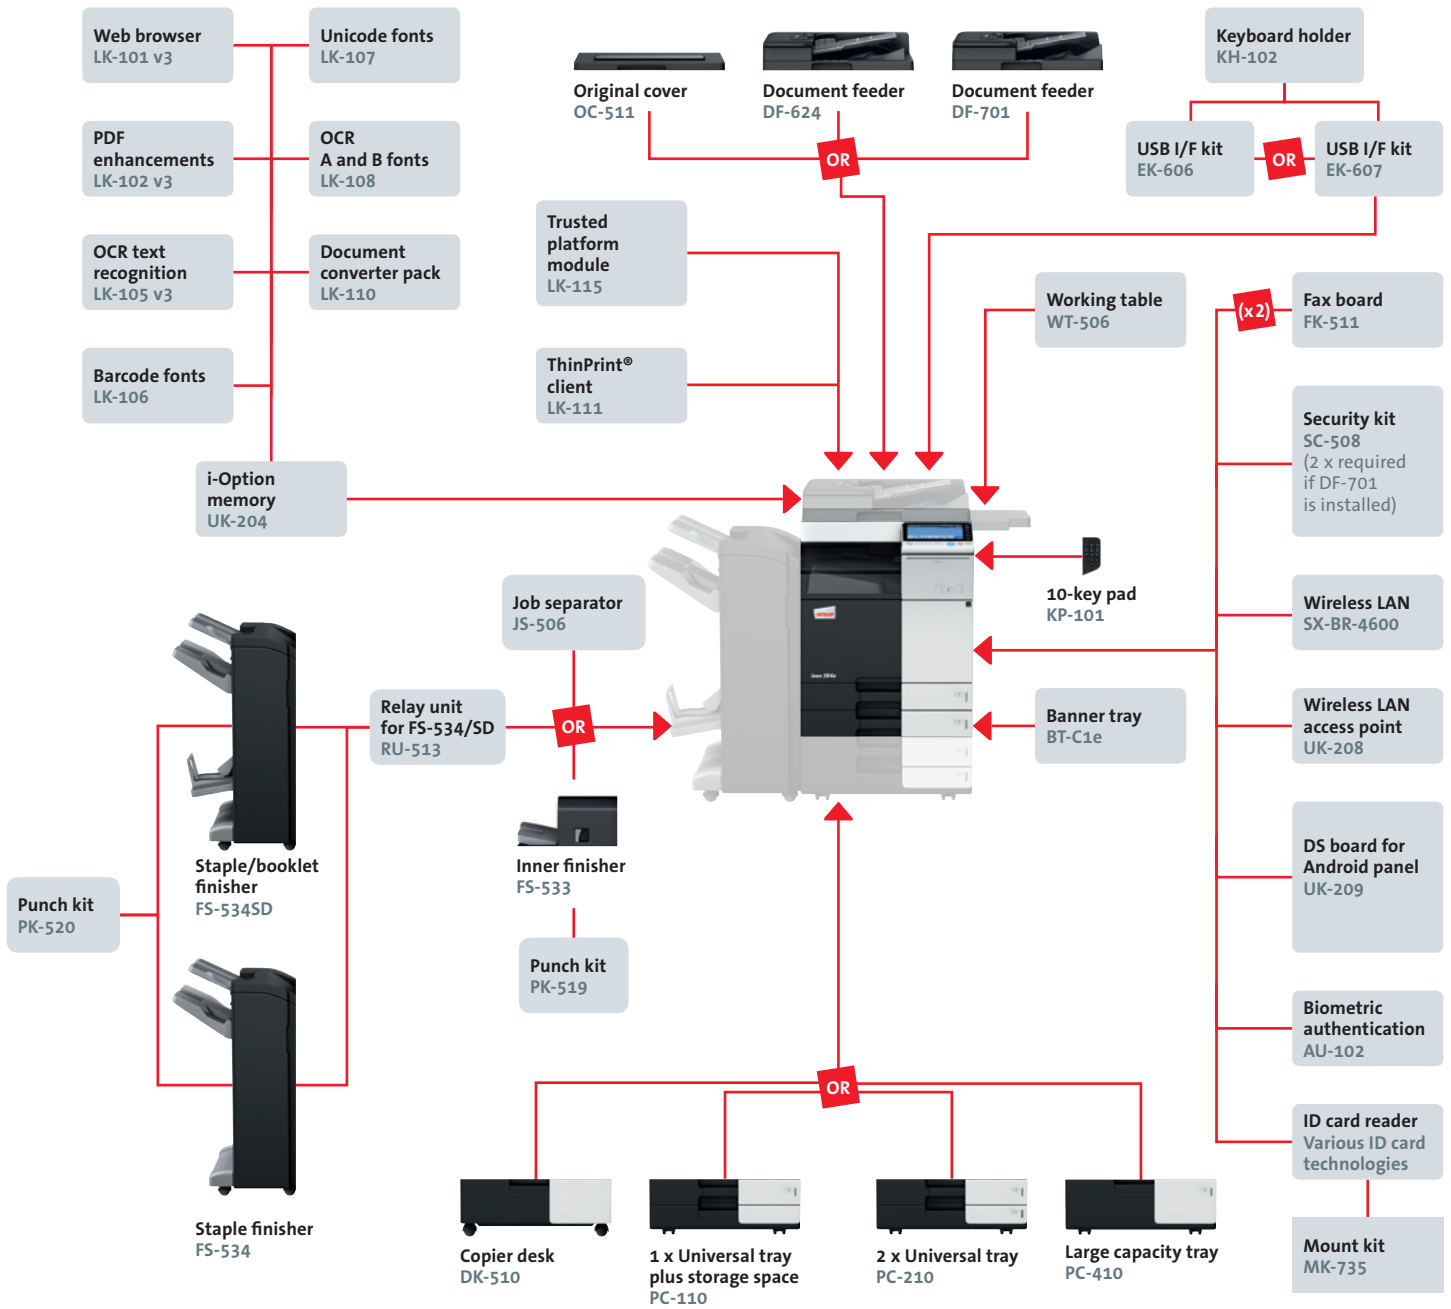 Web browser
LK-101 v3
Unicode fonts
LK-107
PDF
enhancements
LK-102 v3
OCR
A and B fonts
LK-108
OCR text
recognition
LK-105 v3
Document
converter pack
LK-110
Barcode fonts
LK-106
i-Option
memory
UK-204
Original cover
OC-511
Document feeder
DF-624
Document feeder
DF-701
OR
Keyboard holder
KH-102
USB I/F kit
EK-606
OR
USB I/F kit
EK-607
Trusted
platform
module
LK-115
ThinPrint®
client
LK-111
Working table
WT-506
(x2)
Fax board
FK-511
Security kit
SC-508
(2 x required
if DF-701
is installed)
10-key pad
KP-101
Wireless LAN
SX-BR-4600
Job separator
JS-506
Relay unit
for FS-534/SD
RU-513
OR
Banner tray
BT-C1e
Wireless LAN
access point
UK-208
Inner finisher
FS-533
Punch kit
PK-519
Staple/booklet
finisher
FS-534SD
Punch kit
PK-520
Staple finisher
FS-534
DS board for
Android panel
UK-209
Biometric
authentication
AU-102
ID card reader
Various ID card
technologies
Mount kit
MK-735
OR
Copier desk
DK-510
1 x Universal tray
plus storage space
PC-110
2 x Universal tray
PC-210
Large capacity tray
PC-410